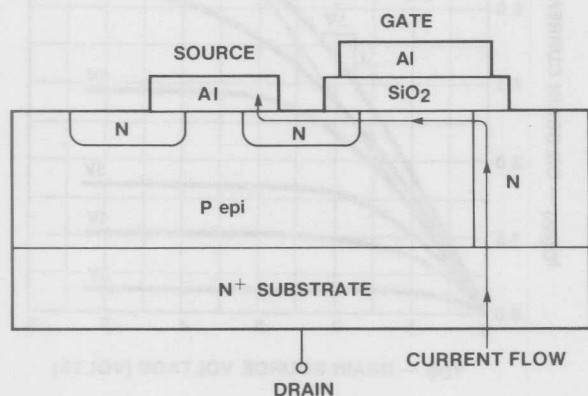 GATE
SOURCE
Al
Al
SiO₂
N
N
N
P epi
N⁺ SUBSTRATE
CURRENT FLOW
DRAIN